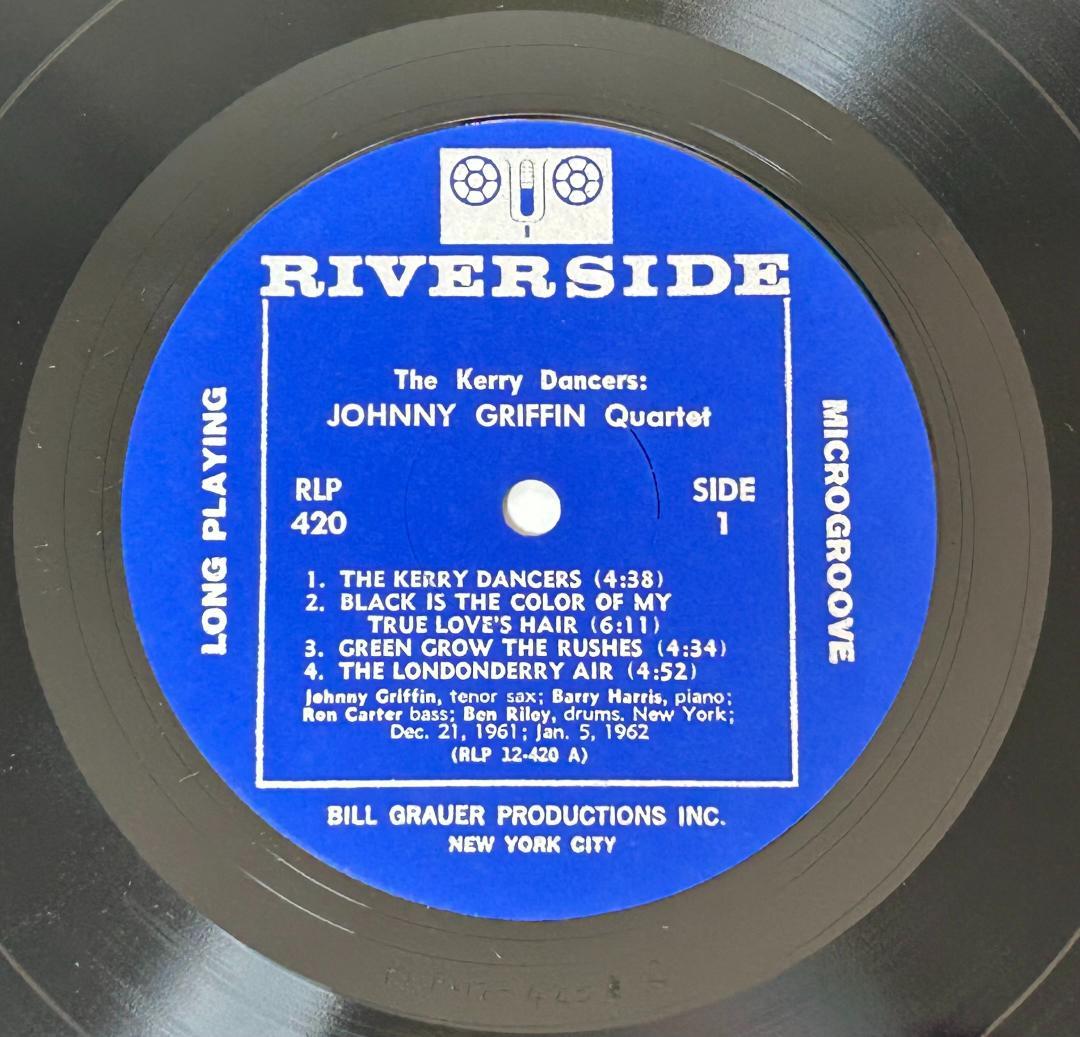 RIVERSIDE
The Kerry Dancers:
JOHNNY GRIFFIN Quartet
LONG PLAYING
MICROGROOVE
RLP
420
SIDE
1
1. THE KERRY DANCERS (4:38)
2. BLACK IS THE COLOR OF MY
TRUE LOVE'S HAIR (6:11)
3. GREEN GROW THE RUSHES (4:34)
4. THE LONDONDERRY AIR (4:52)
Johnny Griffin, tenor sax; Barry Harris, piano;
Ron Carter bass; Ben Riley, drums. New York;
Dec. 21, 1961; Jan. 5, 1962
(RLP 12-420 A)
BILL GRAUER PRODUCTIONS INC.
NEW YORK CITY